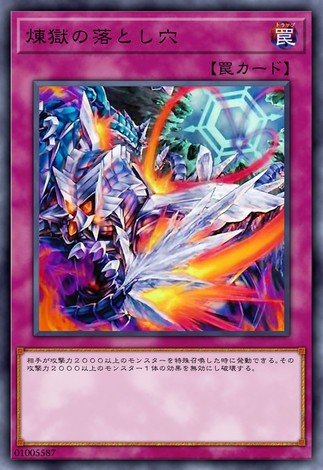 煉獄の落とし穴
トラップ
罠
【罠カード】
相手が攻撃力２０００以上のモンスターを特殊召喚した時に発動できる。その
攻撃力２０００以上のモンスター１体の効果を無効にし破壊する。
01005587